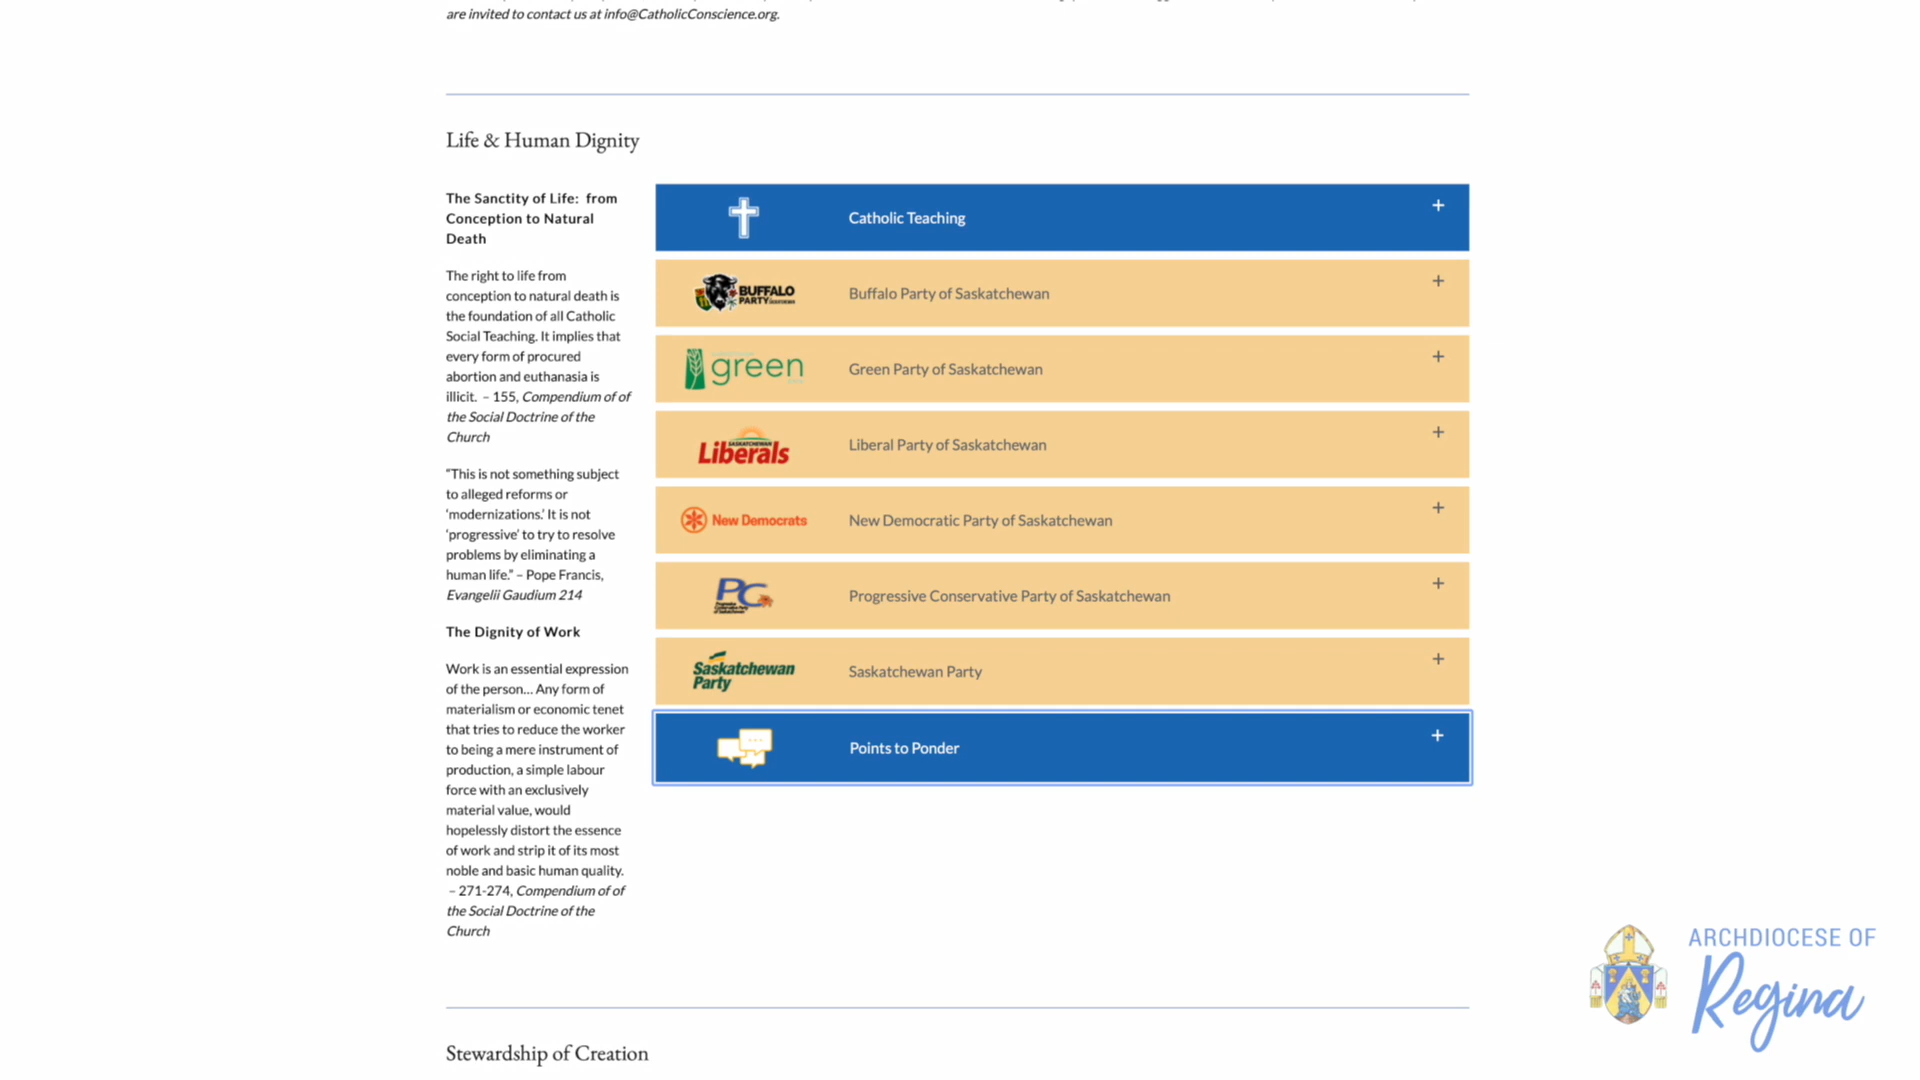 are invited to contact us at info@CatholicConscience.org.
Life & Human Dignity
The Sanctity of Life: from
Conception to Natural
Death
The right to life from
conception to natural death is
the foundation of all Catholic
Social Teaching. It implies that
every form of procured
abortion and euthanasia is
illicit. – 155, Compendium of of
the Social Doctrine of the
Church
"This is not something subject
to alleged reforms or
'modernizations.' It is not
'progressive' to try to resolve
problems by eliminating a
human life." – Pope Francis,
Evangelii Gaudium 214
The Dignity of Work
Work is an essential expression
of the person… Any form of
materialism or economic tenet
that tries to reduce the worker
to being a mere instrument of
production, a simple labour
force with an exclusively
material value, would
hopelessly distort the essence
of work and strip it of its most
noble and basic human quality.
– 271-274, Compendium of of
the Social Doctrine of the
Church
Catholic Teaching +
BUFFALO
PARTY
Buffalo Party of Saskatchewan +
green
Green Party of Saskatchewan +
SASKATCHEWAN
Liberals
Liberal Party of Saskatchewan +
New Democrats
New Democratic Party of Saskatchewan +
PC
Progressive
Conservative Party
of Saskatchewan
Progressive Conservative Party of Saskatchewan +
Saskatchewan
Party
Saskatchewan Party +
Points to Ponder +
Stewardship of Creation
ARCHDIOCESE OF
Regina